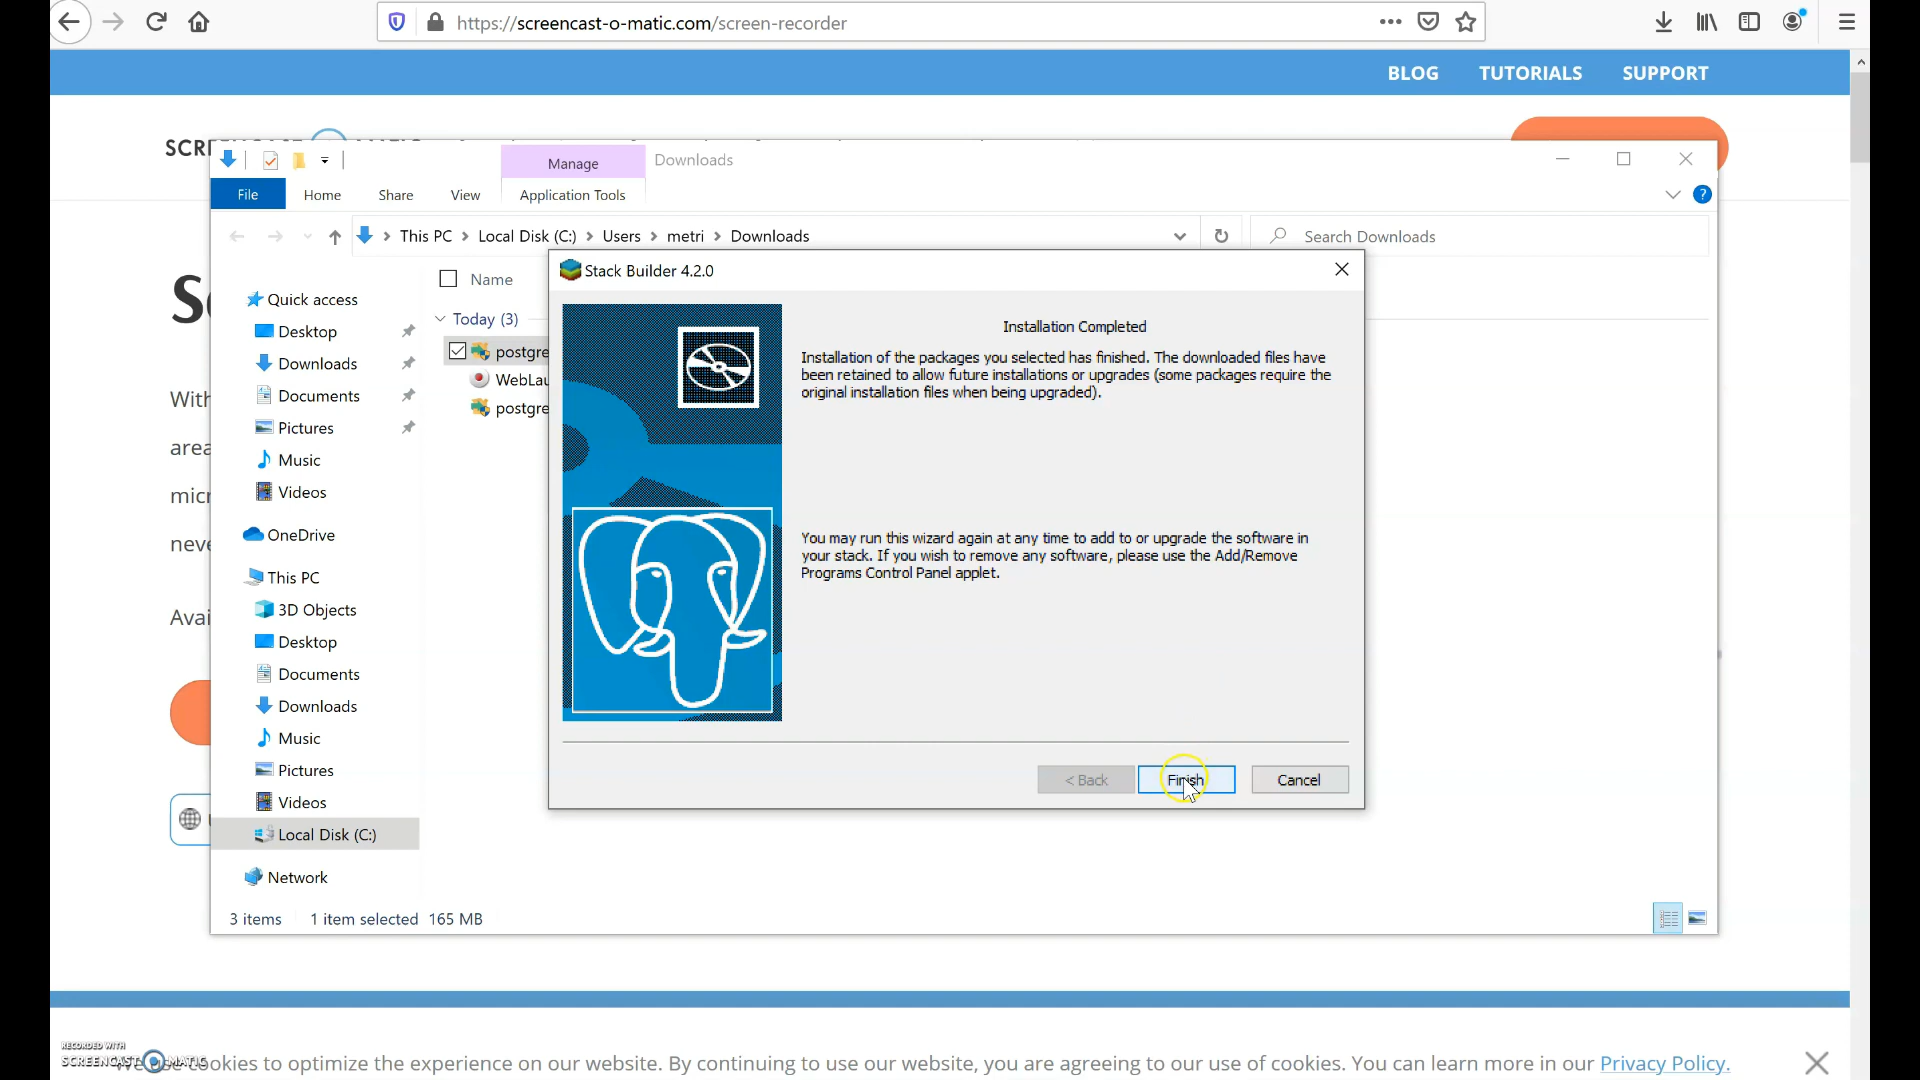 https://screencast-o-matic.com/screen-recorder
BLOG
TUTORIALS
SUPPORT
Manage
Downloads
File
Home
Share
View
Application Tools
This PC > Local Disk (C:) > Users > metri > Downloads
Search Downloads
Name
Quick access
Desktop
Downloads
Documents
Pictures
Music
Videos
OneDrive
This PC
3D Objects
Desktop
Documents
Downloads
Music
Pictures
Videos
Local Disk (C:)
Network
Today (3)
postgre
WebLau
postgre
Stack Builder 4.2.0
Installation Completed
Installation of the packages you selected has finished. The downloaded files have
been retained to allow future installations or upgrades (some packages require the
original installation files when being upgraded).
You may run this wizard again at any time to add to or upgrade the software in
your stack. If you wish to remove any software, please use the Add/Remove
Programs Control Panel applet.
< Back
Finish
Cancel
3 items
1 item selected
165 MB
With
area
micr
neve
Avai
RECORDED WITH
SCREENCAST-O-MATIC
cookies to optimize the experience on our website. By continuing to use our website, you are agreeing to our use of cookies. You can learn more in our Privacy Policy.